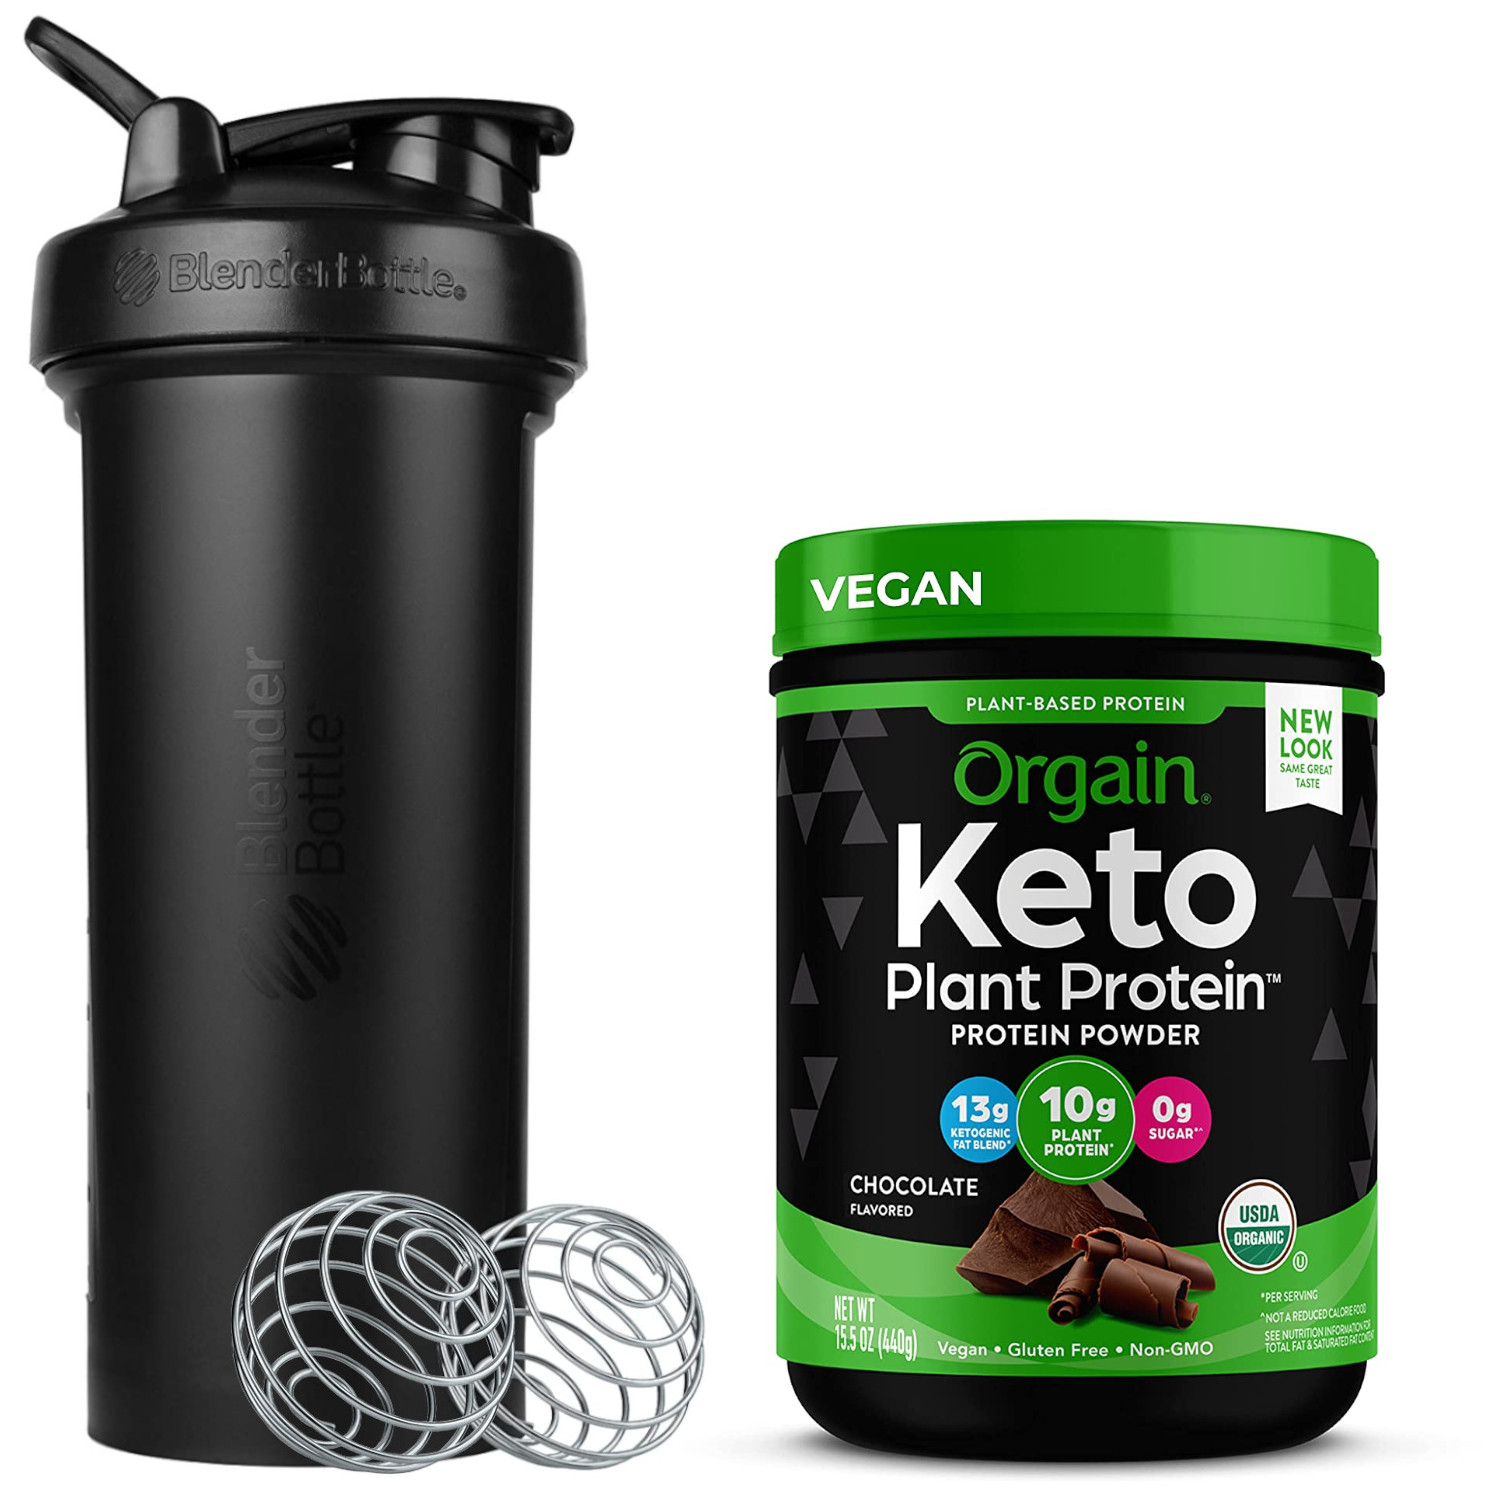 BlenderBottle®
Blender
Bottle
VEGAN
PLANT-BASED PROTEIN
NEW
LOOK
SAME GREAT
TASTE
Orgain®
Keto
Plant Protein™
PROTEIN POWDER
13g
KETOGENIC
FAT BLEND*
10g
PLANT
PROTEIN*
0g
SUGAR*^
CHOCOLATE
FLAVORED
USDA
ORGANIC
U
*PER SERVING
^NOT A REDUCED CALORIE FOOD
SEE NUTRITION INFORMATION FOR
TOTAL FAT & SATURATED FAT CONTENT
NET WT
15.5 OZ (440g)
Vegan • Gluten Free • Non-GMO